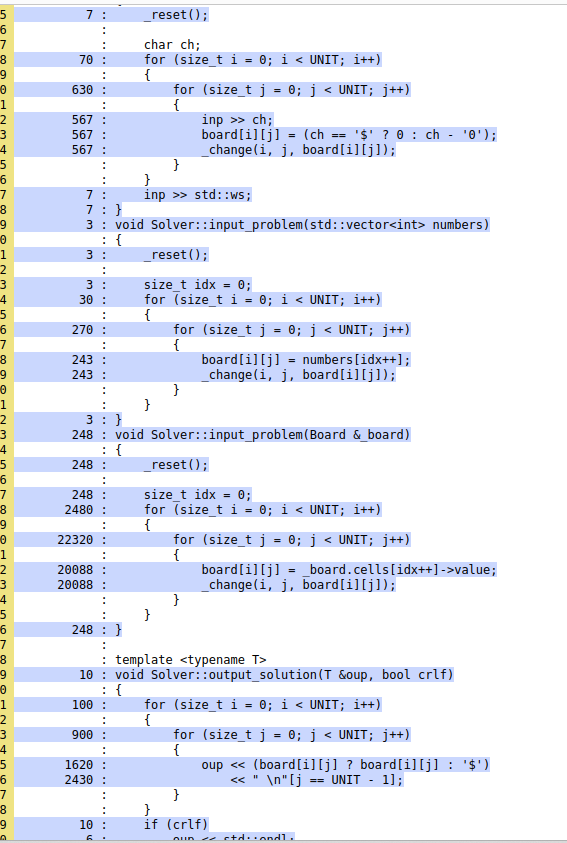 5 7 : _reset();
6 :
7 : char ch;
8 70 : for (size_t i = 0; i < UNIT; i++)
9 : {
0 630 : for (size_t j = 0; j < UNIT; j++)
1 : {
2 567 : inp >> ch;
3 567 : board[i][j] = (ch == '$' ? 0 : ch - '0');
4 567 : _change(i, j, board[i][j]);
5 : }
6 : }
7 7 : inp >> std::ws;
8 7 : }
9 3 : void Solver::input_problem(std::vector<int> numbers)
0 : {
1 3 : _reset();
2 :
3 3 : size_t idx = 0;
4 30 : for (size_t i = 0; i < UNIT; i++)
5 : {
6 270 : for (size_t j = 0; j < UNIT; j++)
7 : {
8 243 : board[i][j] = numbers[idx++];
9 243 : _change(i, j, board[i][j]);
0 : }
1 : }
2 3 : }
3 248 : void Solver::input_problem(Board &_board)
4 : {
5 248 : _reset();
6 :
7 248 : size_t idx = 0;
8 2480 : for (size_t i = 0; i < UNIT; i++)
9 : {
0 22320 : for (size_t j = 0; j < UNIT; j++)
1 : {
2 20088 : board[i][j] = _board.cells[idx++]->value;
3 20088 : _change(i, j, board[i][j]);
4 : }
5 : }
6 248 : }
7 :
8 : template <typename T>
9 10 : void Solver::output_solution(T &oup, bool crlf)
0 : {
1 100 : for (size_t i = 0; i < UNIT; i++)
2 : {
3 900 : for (size_t j = 0; j < UNIT; j++)
4 : {
5 1620 : oup << (board[i][j] ? board[i][j] : '$')
6 2430 : << " \n"[j == UNIT - 1];
7 : }
8 : }
9 10 : if (crlf)
0 6 : oup << std::endl;